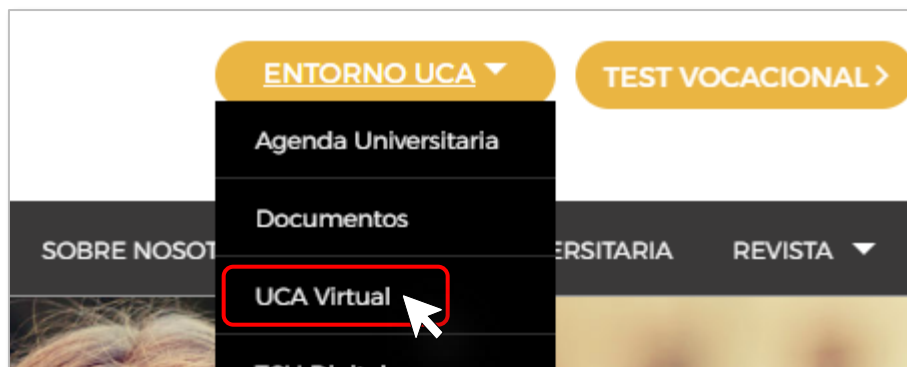 ENTORNO UCA
TEST VOCACIONAL >
Agenda Universitaria
Documentos
SOBRE NOSOT
ERSITARIA
REVISTA
UCA Virtual